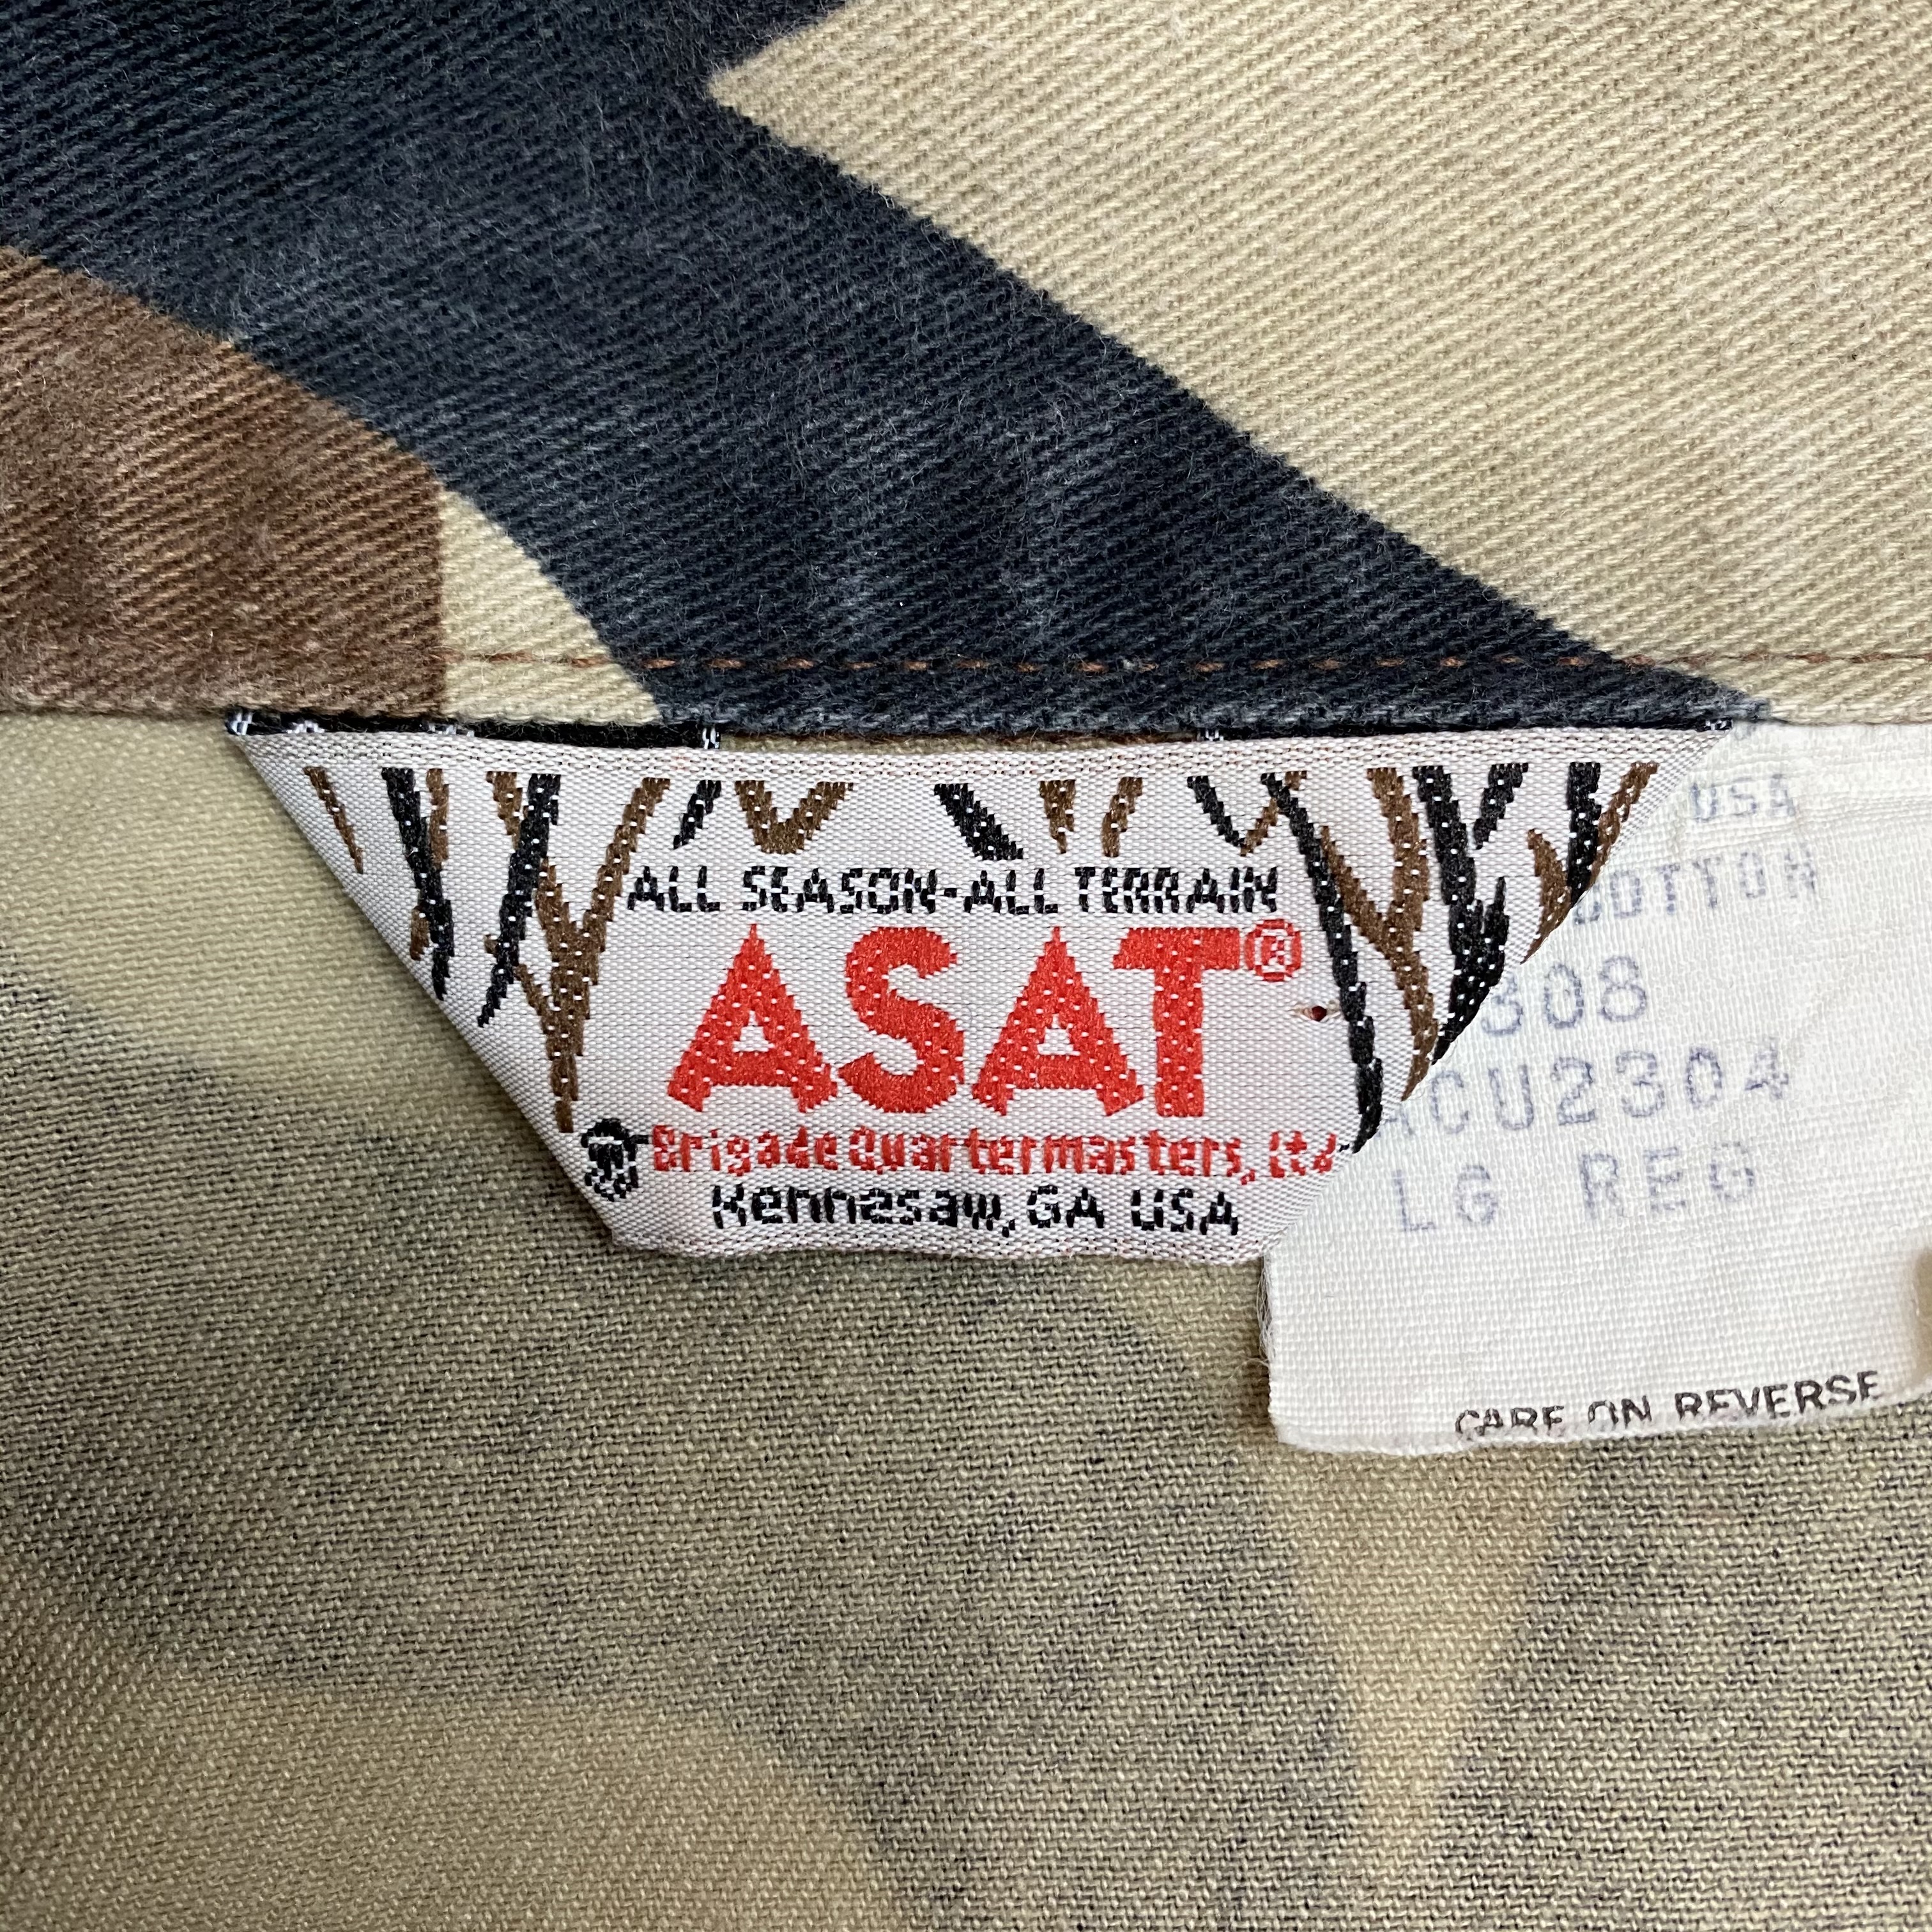 ALL SEASON-ALL TERRAIN
ASAT®
Brigade Quartermasters, Ltd.
Kennesaw, GA USA
USA
COTTON
308
ACU2304
LG REG
CARE ON REVERSE